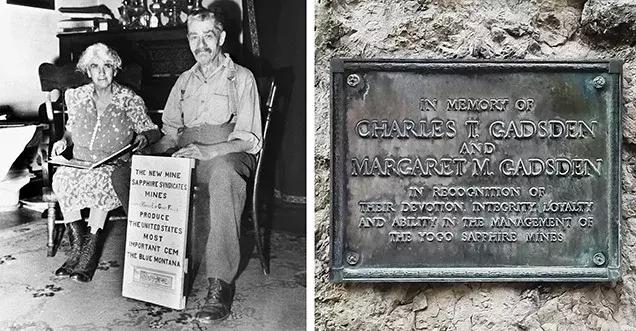 THE NEW MINE
SAPPHIRE SYNDICATES
MINES
PRODUCE
THE UNITED STATES
MOST
IMPORTANT GEM
THE BLUE MONTANA
IN MEMORY OF
CHARLES T. GADSDEN
AND
MARGARET M. GADSDEN
IN RECOGNITION OF
THEIR DEVOTION, INTEGRITY, LOYALTY
AND ABILITY IN THE MANAGEMENT OF
THE YOGO SAPPHIRE MINES